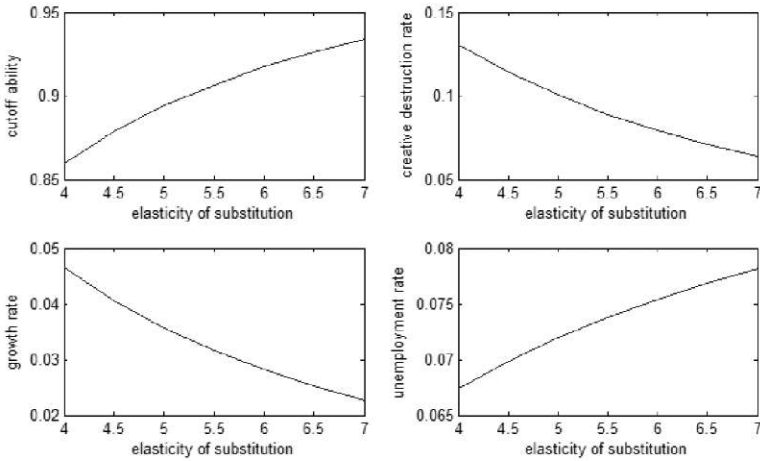 0.95
0.9
0.85
cutoff ability
4 4.5 5 5.5 6 6.5 7
elasticity of substitution
0.15
0.1
0.05
creative destruction rate
4 4.5 5 5.5 6 6.5 7
elasticity of substitution
0.05
0.04
0.03
0.02
growth rate
4 4.5 5 5.5 6 6.5 7
elasticity of substitution
0.08
0.075
0.07
0.065
unemployment rate
4 4.5 5 5.5 6 6.5 7
elasticity of substitution